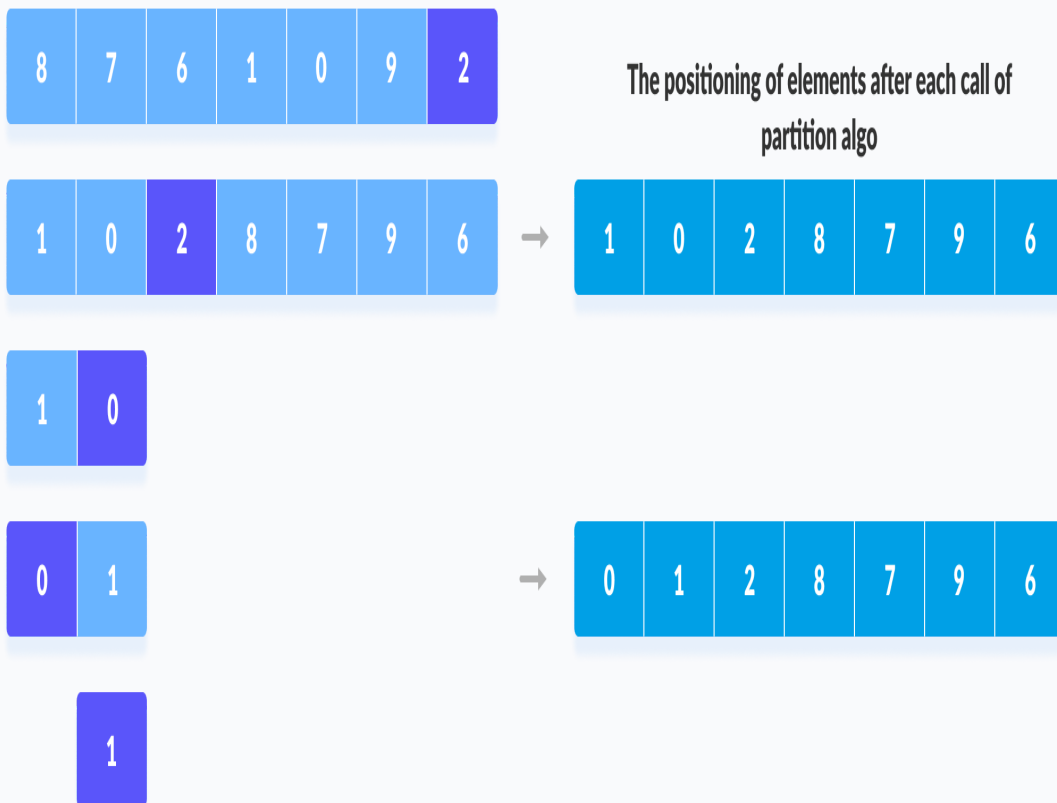 8 7 6 1 0 9 2
The positioning of elements after each call of
partition algo
1 0 2 8 7 9 6 → 1 0 2 8 7 9 6
1 0
0 1 → 0 1 2 8 7 9 6
1